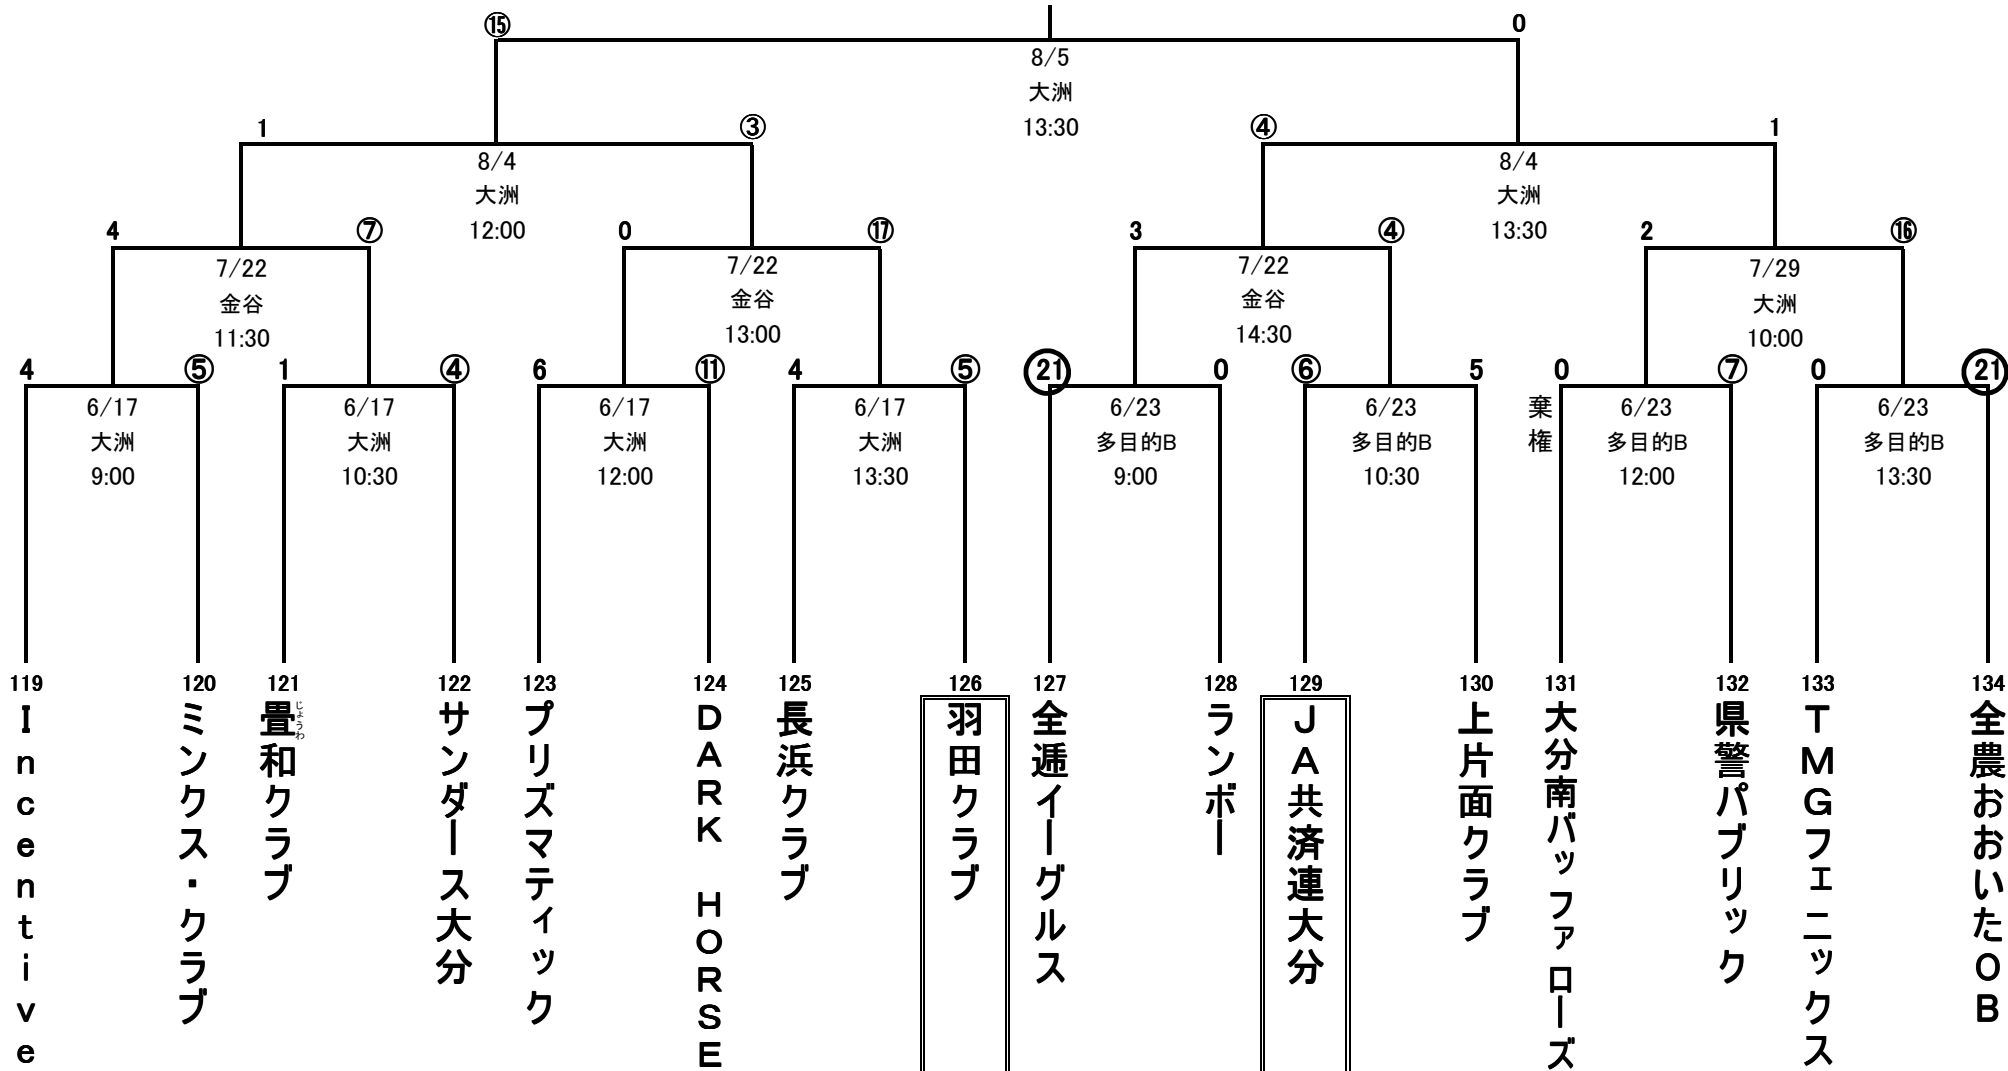 ⑮ 0
8/5
大洲
13:30
1 ③ ④ 1
8/4 8/4
大洲 大洲
12:00 13:30
4 ⑦ 0 ⑰ 3 ④ 2 ⑯
7/22 7/22 7/22 7/29
金谷 金谷 金谷 大洲
11:30 13:00 14:30 10:00
4 ⑤ 1 ④ 6 ⑪ 4 ⑤ ㉑ 0 ⑥ 5 0 ⑦ 0 ㉑
6/17 6/17 6/17 6/17 6/23 6/23 棄権 6/23 6/23
大洲 大洲 大洲 大洲 多目的B 多目的B 多目的B 多目的B
9:00 10:30 12:00 13:30 9:00 10:30 12:00 13:30
119 120 121 122 123 124 125 126 127 128 129 130 131 132 133 134
Incentive
ミンクス・クラブ
畳和クラブ
じょうわ
サンダース大分
プリズマティック
DARK HORSE
長浜クラブ
羽田クラブ
全逓イーグルス
ランボー
JA共済連大分
上片面クラブ
大分南バッファローズ
県警パブリック
TMGフェニックス
全農おおいたOB